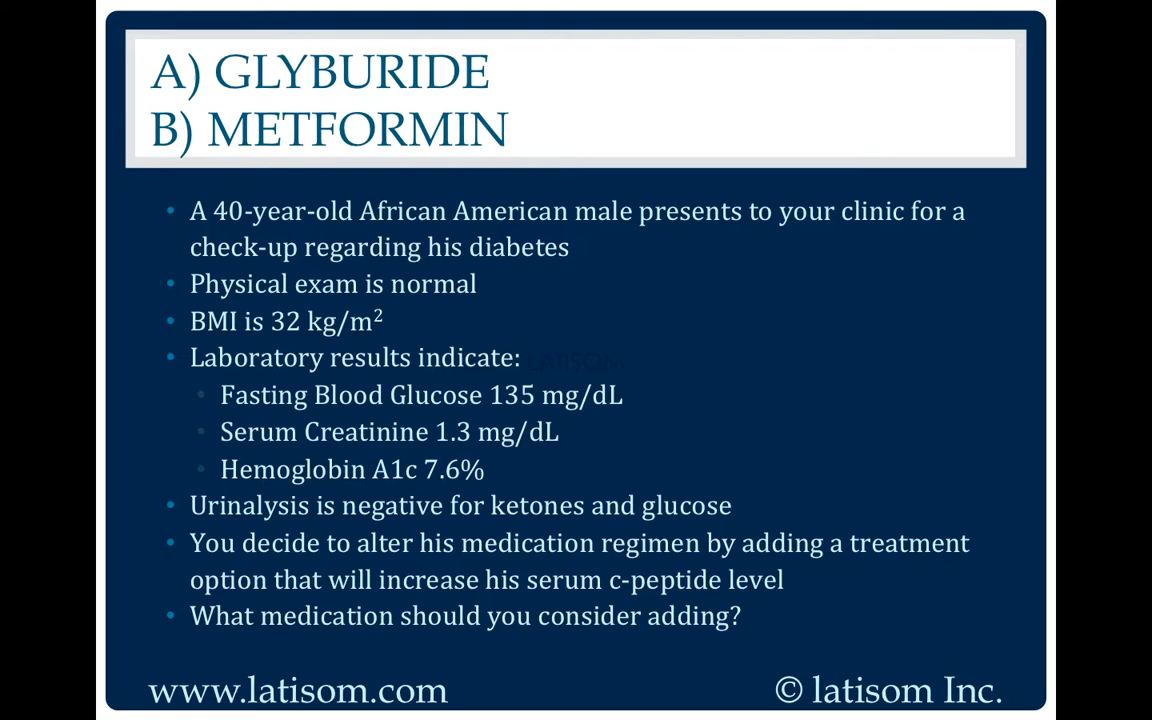 A) GLYBURIDE
B) METFORMIN
• A 40-year-old African American male presents to your clinic for a
check-up regarding his diabetes
• Physical exam is normal
• BMI is 32 kg/m²
• Laboratory results indicate:
LATISOM
• Fasting Blood Glucose 135 mg/dL
• Serum Creatinine 1.3 mg/dL
• Hemoglobin A1c 7.6%
• Urinalysis is negative for ketones and glucose
• You decide to alter his medication regimen by adding a treatment
option that will increase his serum c-peptide level
• What medication should you consider adding?
www.latisom.com
© latisom Inc.